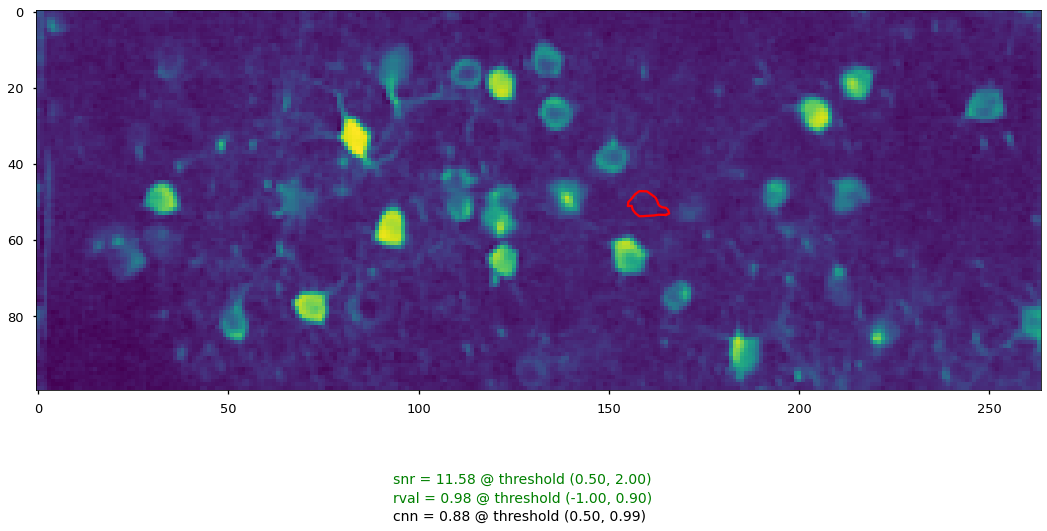 0
20
40
60
80
0 50 100 150 200 250
snr = 11.58 @ threshold (0.50, 2.00)
rval = 0.98 @ threshold (-1.00, 0.90)
cnn = 0.88 @ threshold (0.50, 0.99)